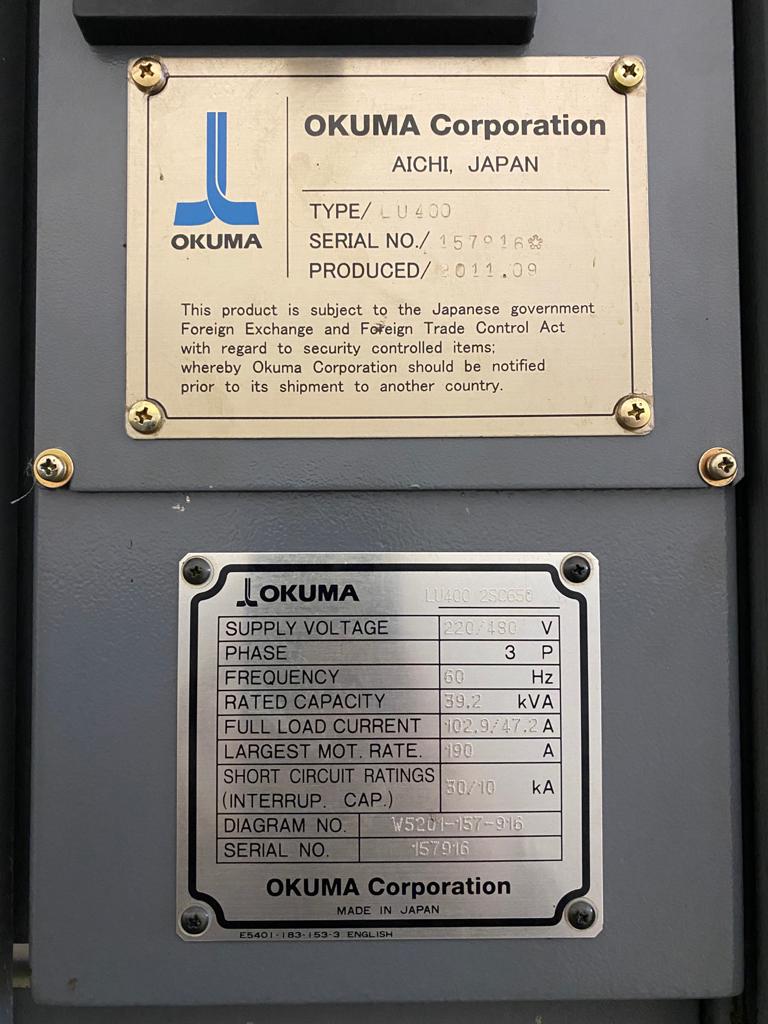 OKUMA Corporation
AICHI, JAPAN
OKUMA
TYPE/ LU400
SERIAL NO./ 157916
PRODUCED/ 2011.09
This product is subject to the Japanese government
Foreign Exchange and Foreign Trade Control Act
with regard to security controlled items;
whereby Okuma Corporation should be notified
prior to its shipment to another country.
OKUMA LU400 2SC650
SUPPLY VOLTAGE 220/480 V
PHASE 3 P
FREQUENCY 60 Hz
RATED CAPACITY 39.2 kVA
FULL LOAD CURRENT 102.9/47.2 A
LARGEST MOT. RATE. 190 A
SHORT CIRCUIT RATINGS
(INTERRUP. CAP.) 30/10 kA
DIAGRAM NO. W5201-157-916
SERIAL NO. 157916
OKUMA Corporation
MADE IN JAPAN
E5401-183-153-3 ENGLISH